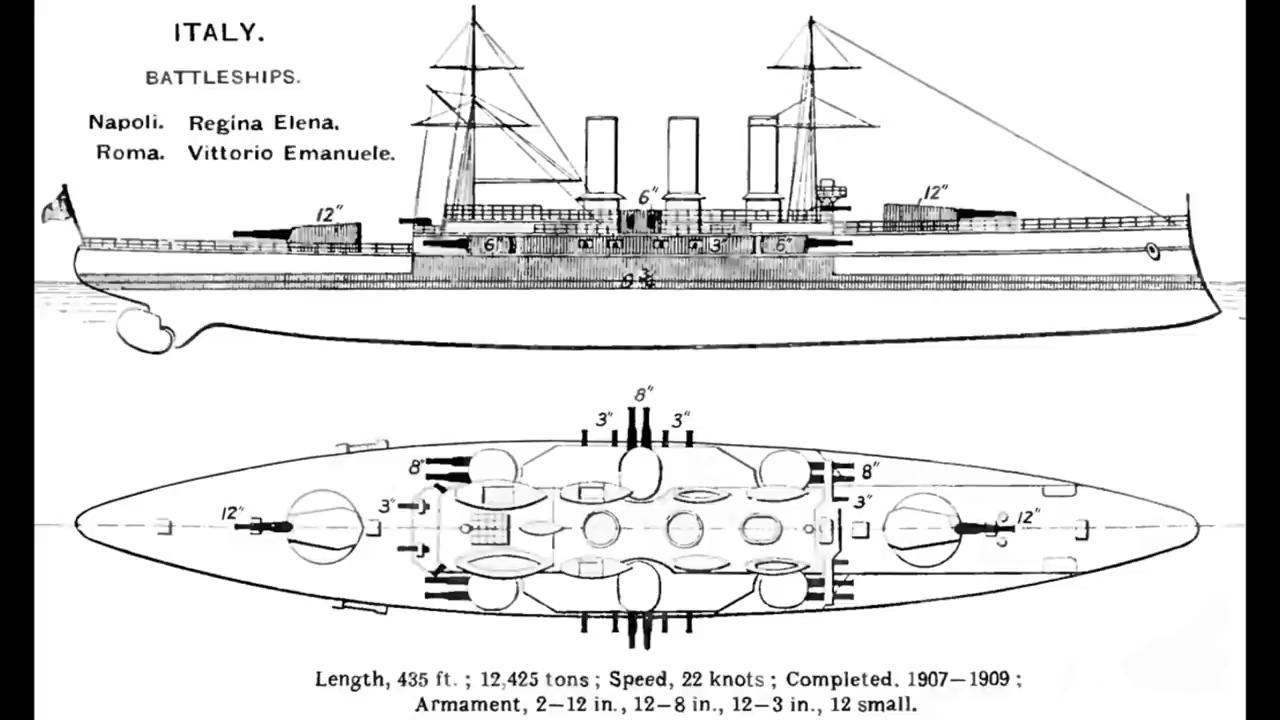 ITALY.
BATTLESHIPS.
Napoli. Regina Elena.
Roma. Vittorio Emanuele.
12"
6"
12"
6"
3"
6"
8"
3"
3"
8"
8"
12"
3"
3"
12"
Length, 435 ft. ; 12,425 tons ; Speed, 22 knots ; Completed. 1907–1909 ;
Armament, 2–12 in., 12–8 in., 12–3 in., 12 small.